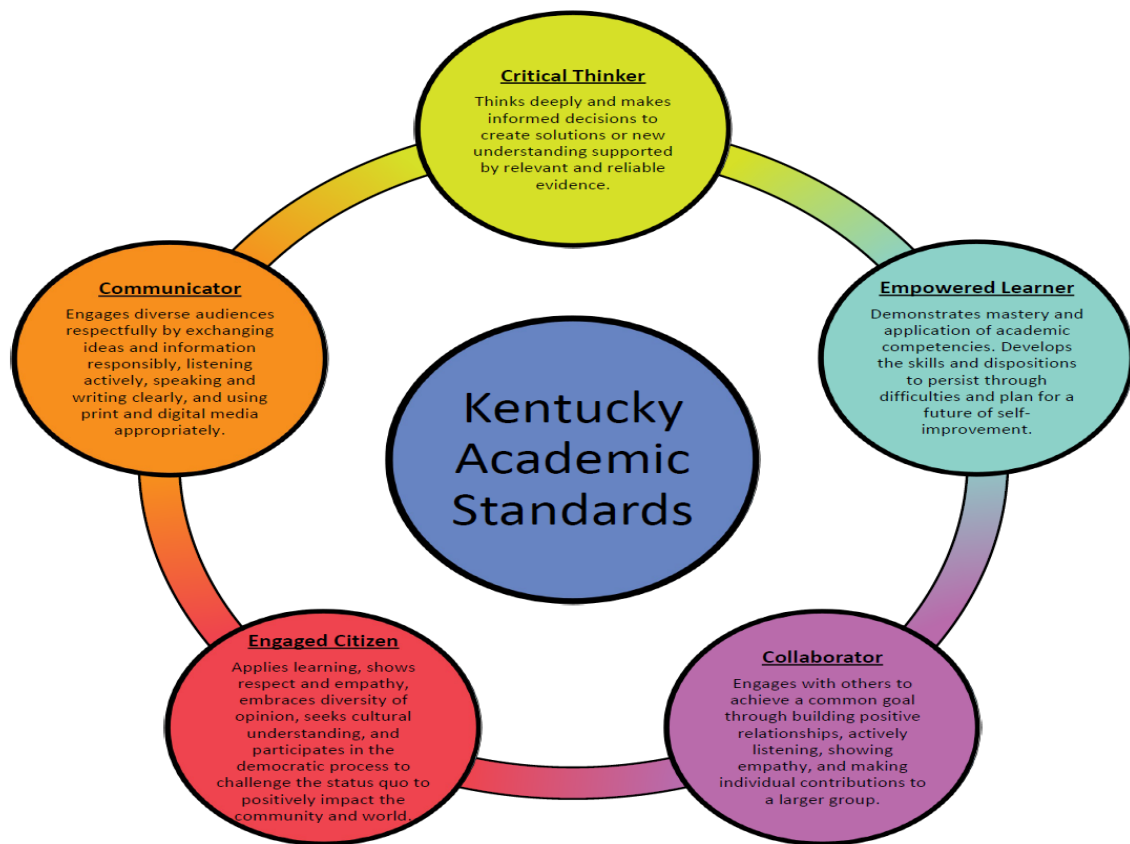 Critical Thinker
Thinks deeply and makes
informed decisions to
create solutions or new
understanding supported
by relevant and reliable
evidence.
Communicator
Engages diverse audiences
respectfully by exchanging
ideas and information
responsibly, listening
actively, speaking and
writing clearly, and using
print and digital media
appropriately.
Empowered Learner
Demonstrates mastery and
application of academic
competencies. Develops
the skills and dispositions
to persist through
difficulties and plan for a
future of self-
improvement.
Kentucky
Academic
Standards
Engaged Citizen
Applies learning, shows
respect and empathy,
embraces diversity of
opinion, seeks cultural
understanding, and
participates in the
democratic process to
challenge the status quo to
positively impact the
community and world.
Collaborator
Engages with others to
achieve a common goal
through building positive
relationships, actively
listening, showing
empathy, and making
individual contributions to
a larger group.